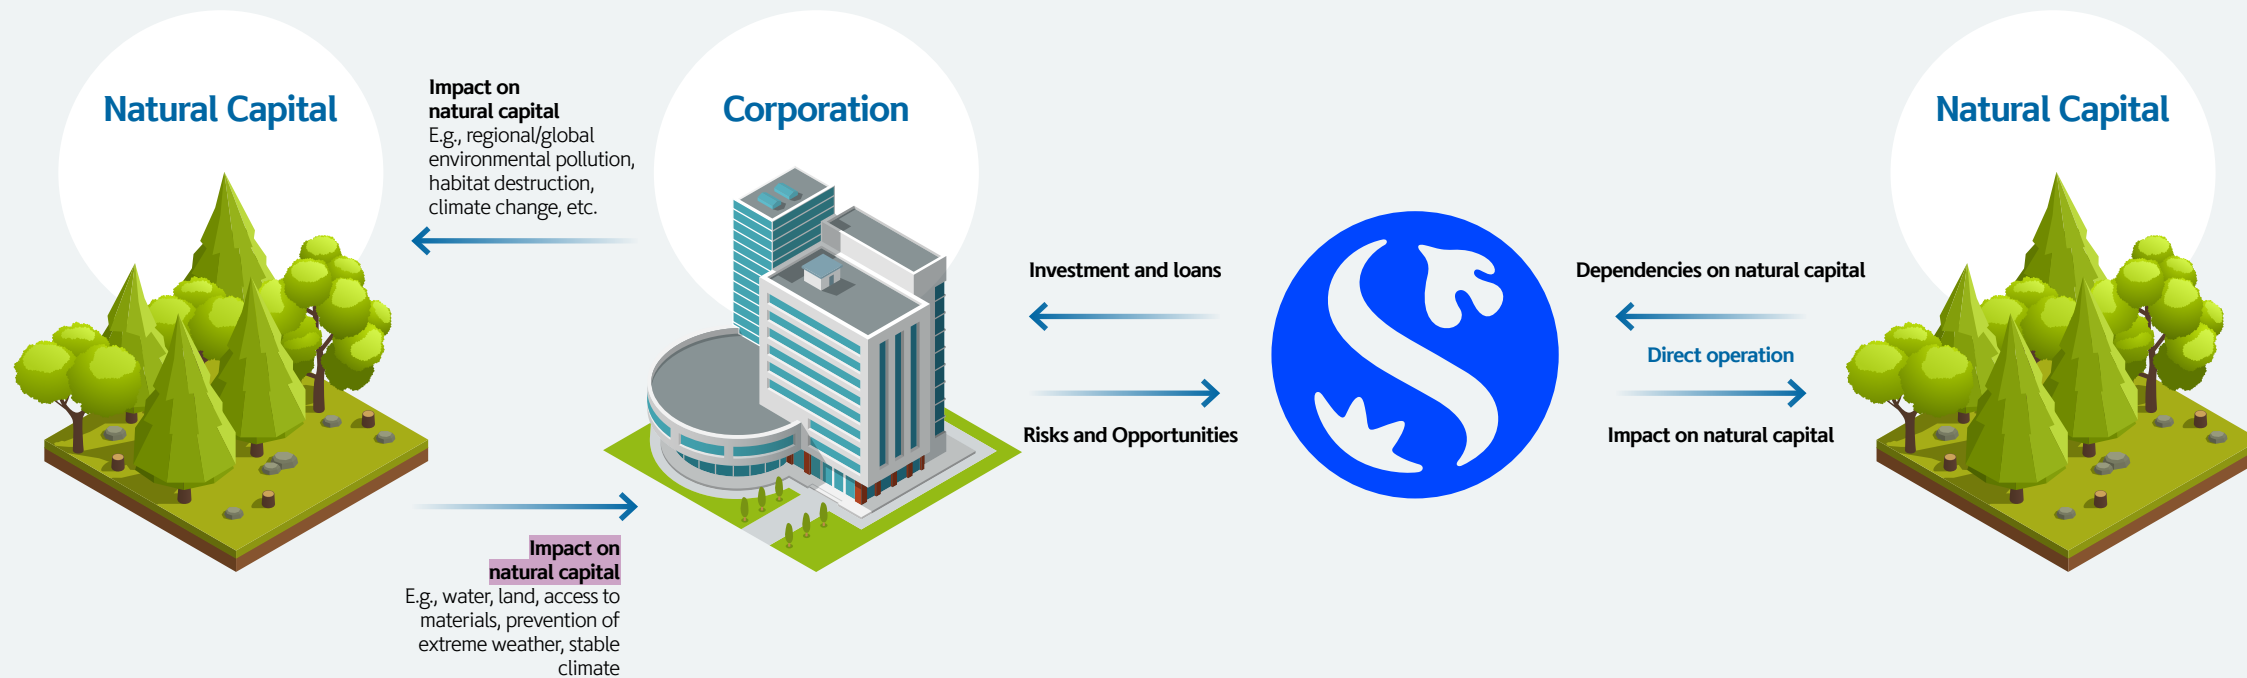 Natural Capital
Impact on
natural capital
E.g., regional/global
environmental pollution,
habitat destruction,
climate change, etc.
Impact on
natural capital
E.g., water, land, access to
materials, prevention of
extreme weather, stable
climate
Corporation
Investment and loans
Risks and Opportunities
Dependencies on natural capital
Direct operation
Impact on natural capital
Natural Capital